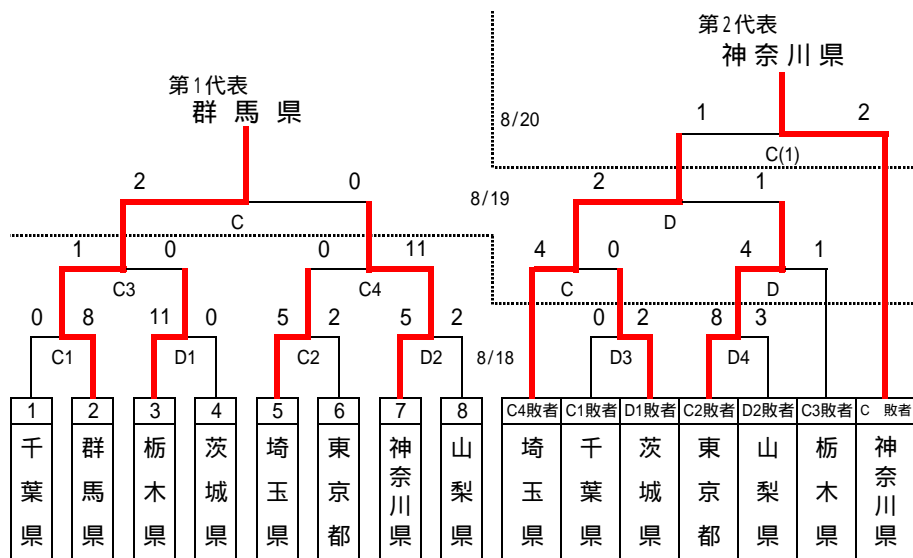 第2代表
神奈川県
第1代表
群馬県
8/20
1 2
C(1)
2 0
8/19
2 1
C
D
1 0 0 11
4 0 4 1
C3 C4
C D
0 8 11 0 5 2 5 2
0 2 8 3
C1 D1 C2 D2
8/18
D3 D4
1 2 3 4 5 6 7 8
C4敗者 C1敗者 D1敗者 C2敗者 D2敗者 C3敗者 C 敗者
千葉県
群馬県
栃木県
茨城県
埼玉県
東京都
神奈川県
山梨県
埼玉県
千葉県
茨城県
東京都
山梨県
栃木県
神奈川県